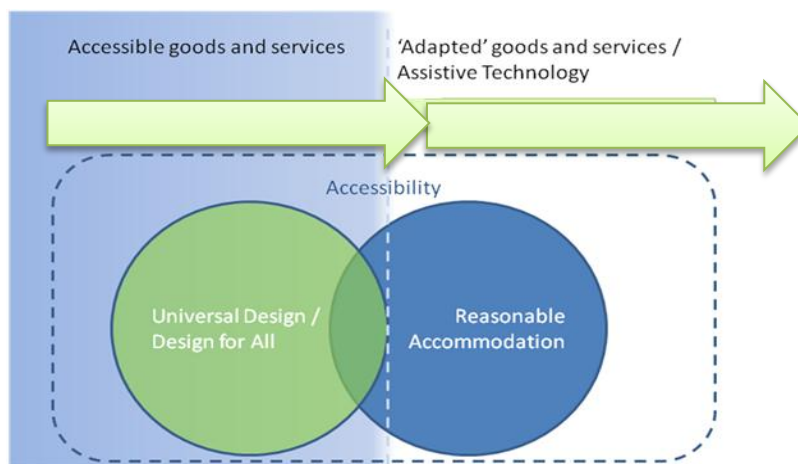 Accessible goods and services
‘Adapted’ goods and services /
Assistive Technology
Accessibility
Universal Design /
Design for All
Reasonable
Accommodation